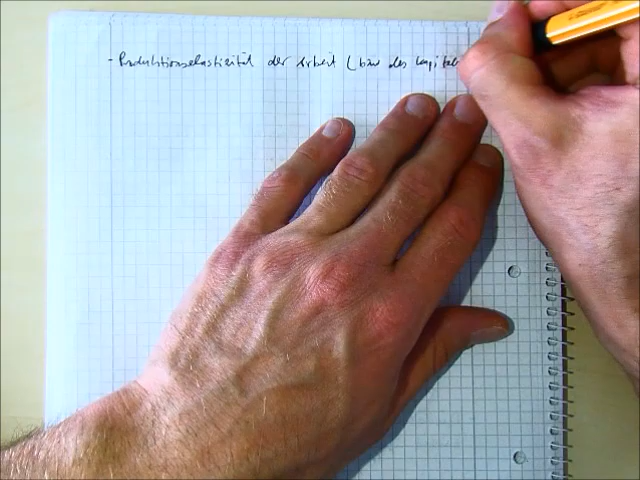 - Produktionselastizität der Arbeit (bzw des Kapitals